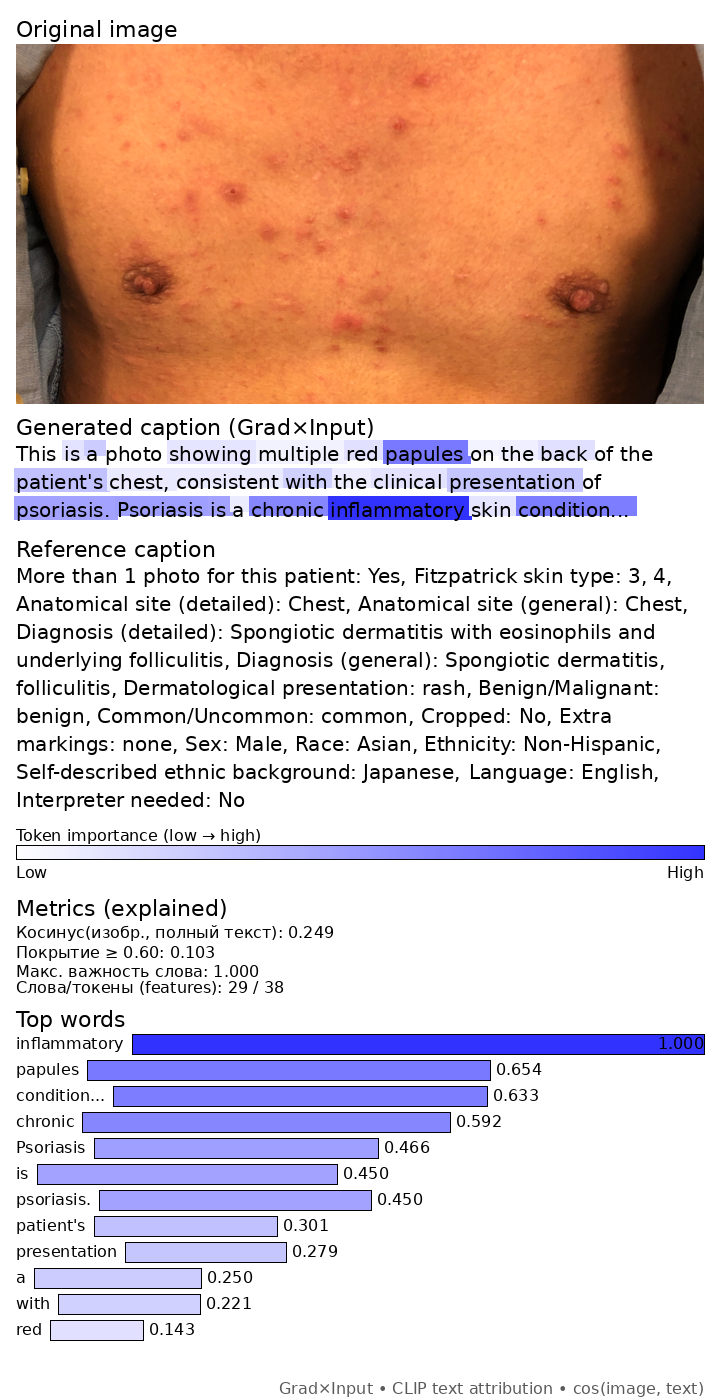 Original image
Generated caption (Grad×Input)
This is a photo showing multiple red papules on the back of the
patient's chest, consistent with the clinical presentation of
psoriasis. Psoriasis is a chronic inflammatory skin condition...
Reference caption
More than 1 photo for this patient: Yes, Fitzpatrick skin type: 3, 4,
Anatomical site (detailed): Chest, Anatomical site (general): Chest,
Diagnosis (detailed): Spongiotic dermatitis with eosinophils and
underlying folliculitis, Diagnosis (general): Spongiotic dermatitis,
folliculitis, Dermatological presentation: rash, Benign/Malignant:
benign, Common/Uncommon: common, Cropped: No, Extra
markings: none, Sex: Male, Race: Asian, Ethnicity: Non-Hispanic,
Self-described ethnic background: Japanese, Language: English,
Interpreter needed: No
Token importance (low → high)
Low High
Metrics (explained)
Косинус(изобр., полный текст): 0.249
Покрытие ≥ 0.60: 0.103
Макс. важность слова: 1.000
Слова/токены (features): 29 / 38
Top words
inflammatory 1.000
papules 0.654
condition... 0.633
chronic 0.592
Psoriasis 0.466
is 0.450
psoriasis. 0.450
patient's 0.301
presentation 0.279
a 0.250
with 0.221
red 0.143
Grad×Input • CLIP text attribution • cos(image, text)